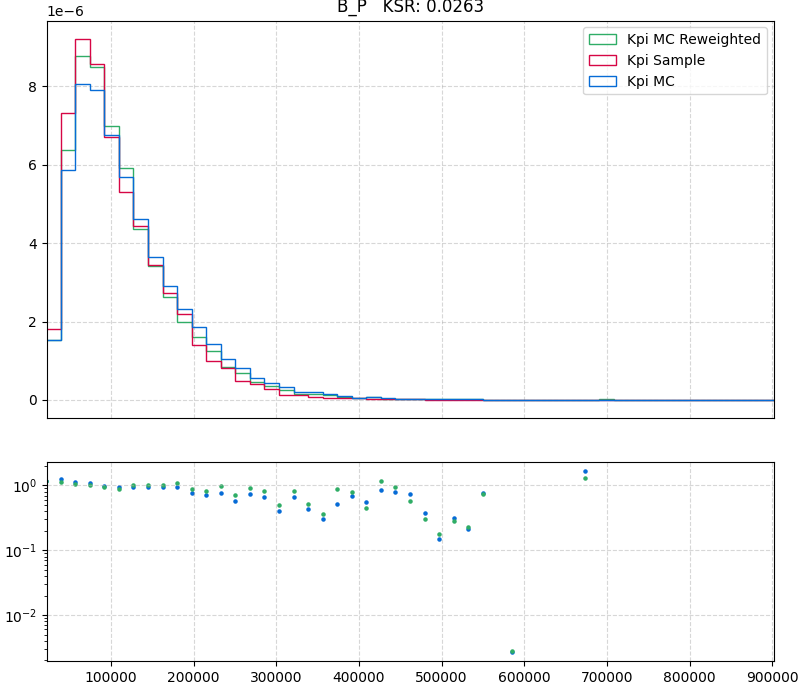 B_P KSR: 0.0263
1e−6
Kpi MC Reweighted
Kpi Sample
Kpi MC
8
6
4
2
0
10⁰
10⁻¹
10⁻²
100000 200000 300000 400000 500000 600000 700000 800000 900000